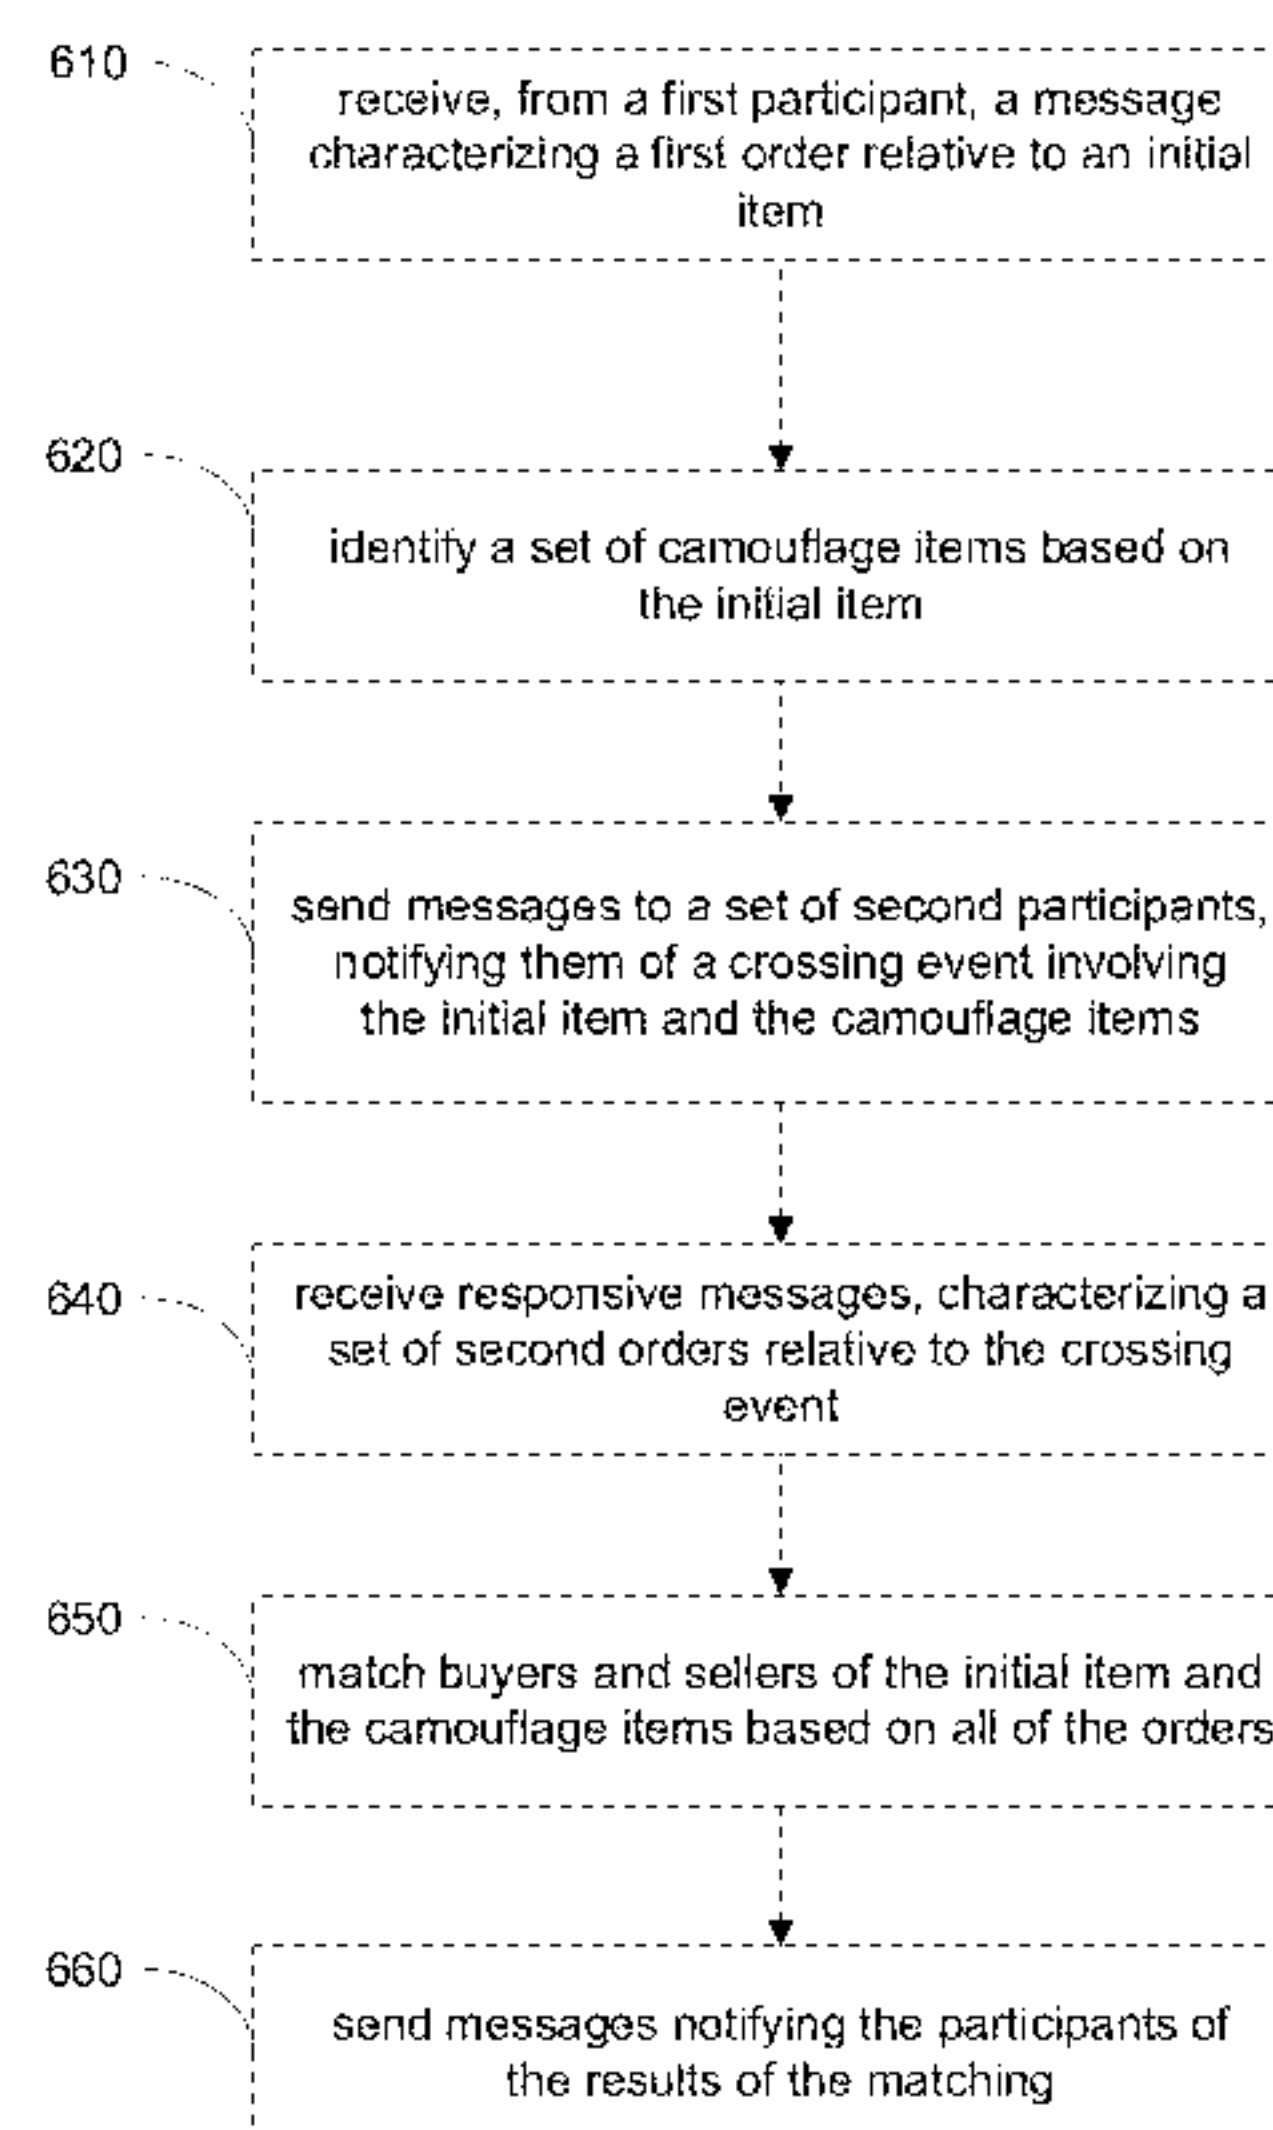 610
receive, from a first participant, a message
characterizing a first order relative to an initial
item
620
identify a set of camouflage items based on
the initial item
630
send messages to a set of second participants,
notifying them of a crossing event involving
the initial item and the camouflage items
640
receive responsive messages, characterizing a
set of second orders relative to the crossing
event
650
match buyers and sellers of the initial item and
the camouflage items based on all of the orders
660
send messages notifying the participants of
the results of the matching